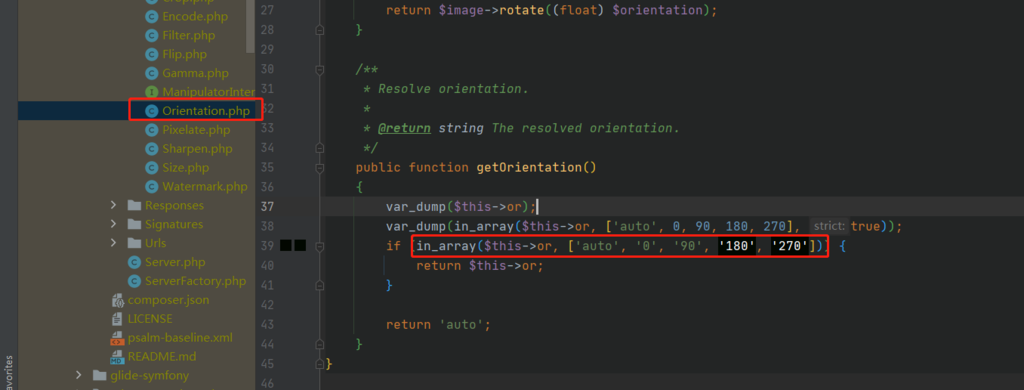 Encode.php
Filter.php
Flip.php
Gamma.php
ManipulatorInter
Orientation.php
Pixelate.php
Sharpen.php
Size.php
Watermark.php
Responses
Signatures
Urls
Server.php
ServerFactory.php
composer.json
LICENSE
psalm-baseline.xml
README.md
glide-symfony
avorites
27 return $image->rotate((float) $orientation);
28 }
29
30 /**
31 * Resolve orientation.
32 *
33 * @return string The resolved orientation.
34 */
35 public function getOrientation()
36 {
37 var_dump($this->or);
38 var_dump(in_array($this->or, ['auto', 0, 90, 180, 270], strict: true));
39 if (in_array($this->or, ['auto', '0', '90', '180', '270'])) {
40 return $this->or;
41 }
42
43 return 'auto';
44 }
45 }
46